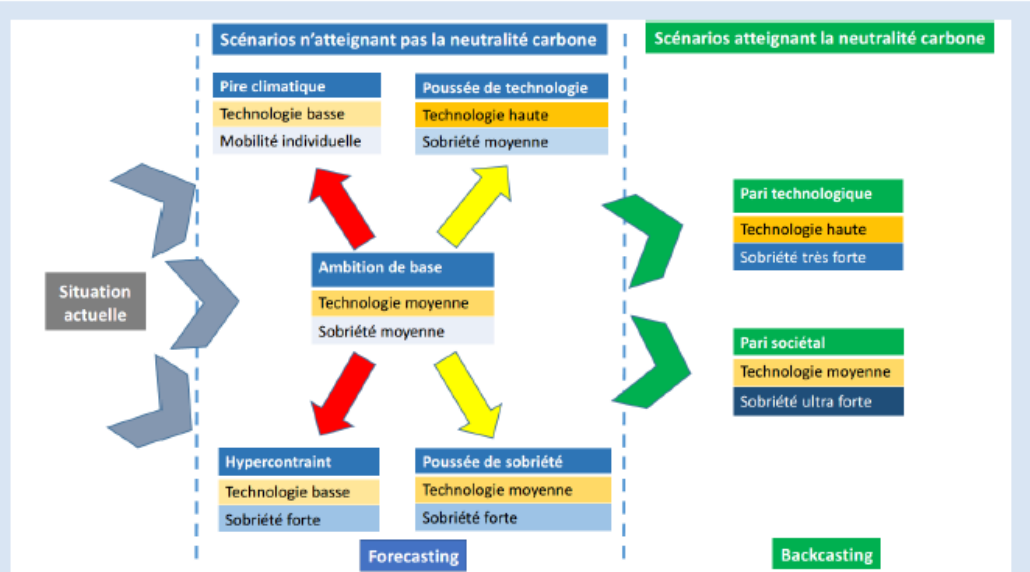 Scénarios n'atteignant pas la neutralité carbone
Scénarios atteignant la neutralité carbone
Pire climatique
Technologie basse
Mobilité individuelle
Poussée de technologie
Technologie haute
Sobriété moyenne
Situation
actuelle
Ambition de base
Technologie moyenne
Sobriété moyenne
Pari technologique
Technologie haute
Sobriété très forte
Pari sociétal
Technologie moyenne
Sobriété ultra forte
Hypercontraint
Technologie basse
Sobriété forte
Poussée de sobriété
Technologie moyenne
Sobriété forte
Forecasting
Backcasting